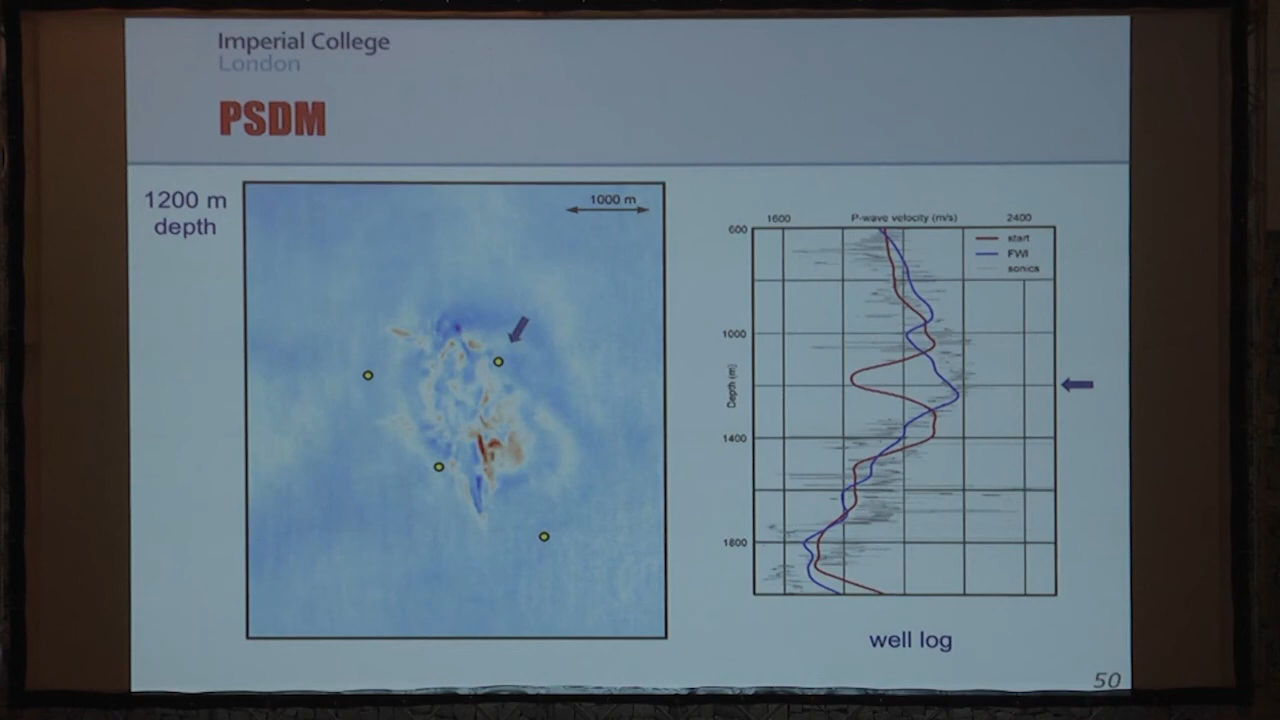 Imperial College
London
PSDM
1200 m
depth
1000 m
1600
P-wave velocity (m/s)
2400
600
start
FWI
sonics
1000
Depth (m)
1400
1800
well log
50